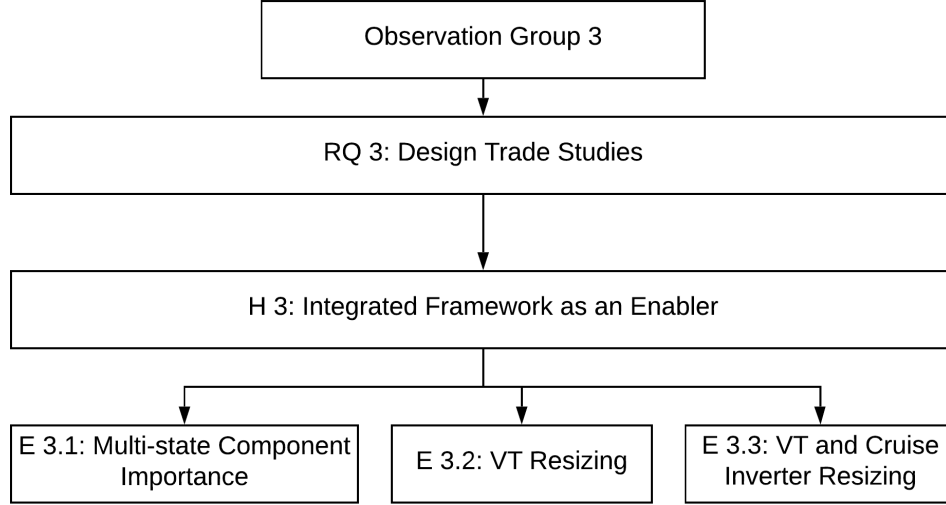 Observation Group 3
RQ 3: Design Trade Studies
H 3: Integrated Framework as an Enabler
E 3.1: Multi-state Component
Importance
E 3.2: VT Resizing
E 3.3: VT and Cruise
Inverter Resizing